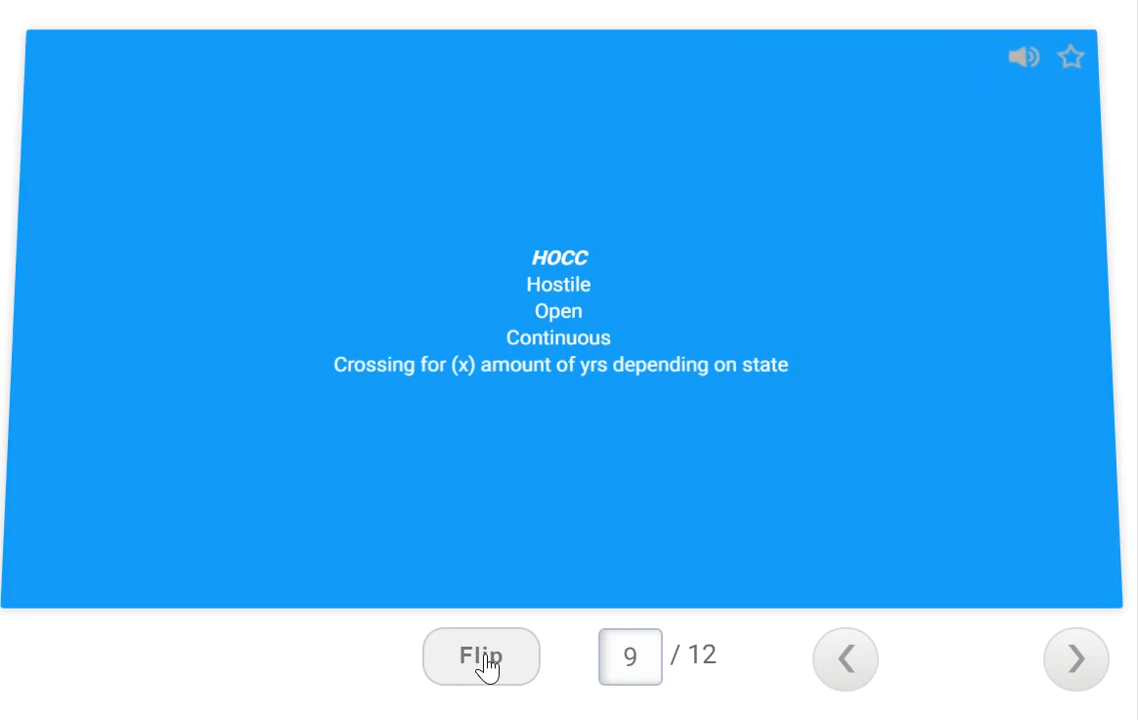 HOCC
Hostile
Open
Continuous
Crossing for (x) amount of yrs depending on state
Flip
9 / 12